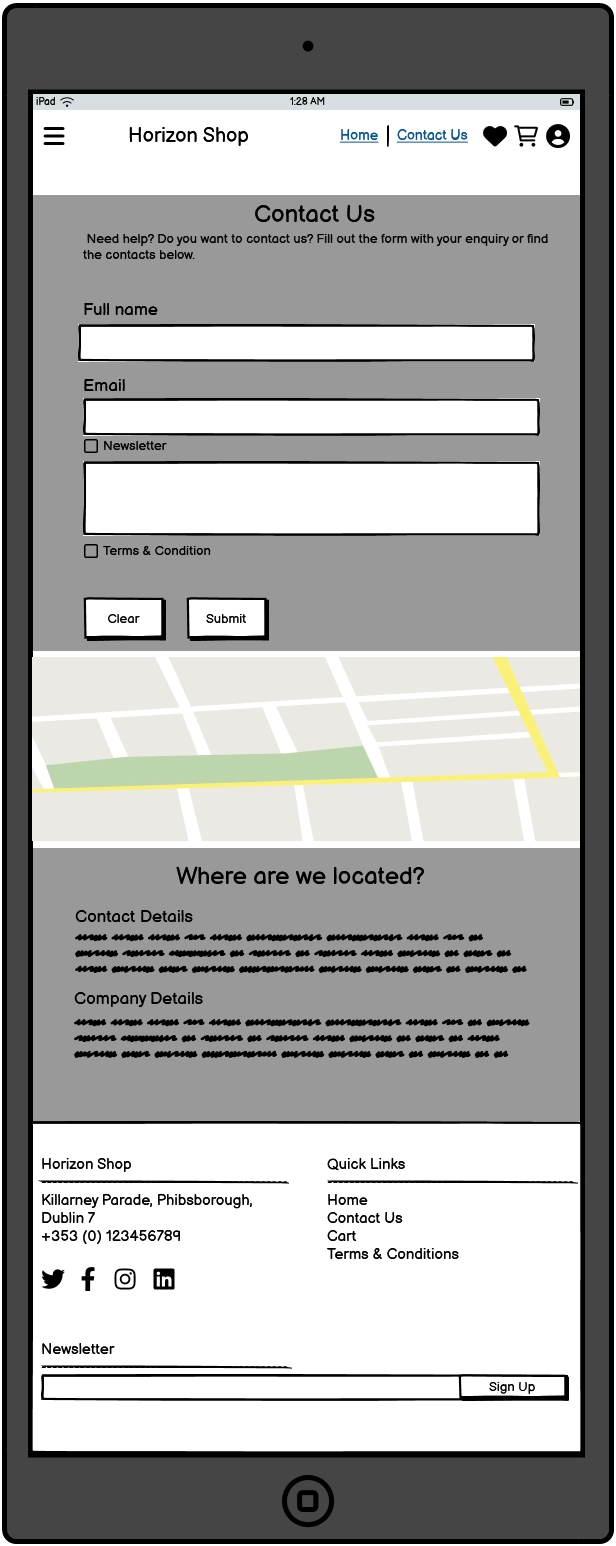 iPad 1:28 AM
Horizon Shop Home Contact Us
Contact Us
Need help? Do you want to contact us? Fill out the form with your enquiry or find
the contacts below.
Full name
Email
Newsletter
Terms & Condition
Clear Submit
Where are we located?
Contact Details
Company Details
Horizon Shop
Killarney Parade, Phibsborough,
Dublin 7
+353 (0) 123456789
Quick Links
Home
Contact Us
Cart
Terms & Conditions
Newsletter
Sign Up